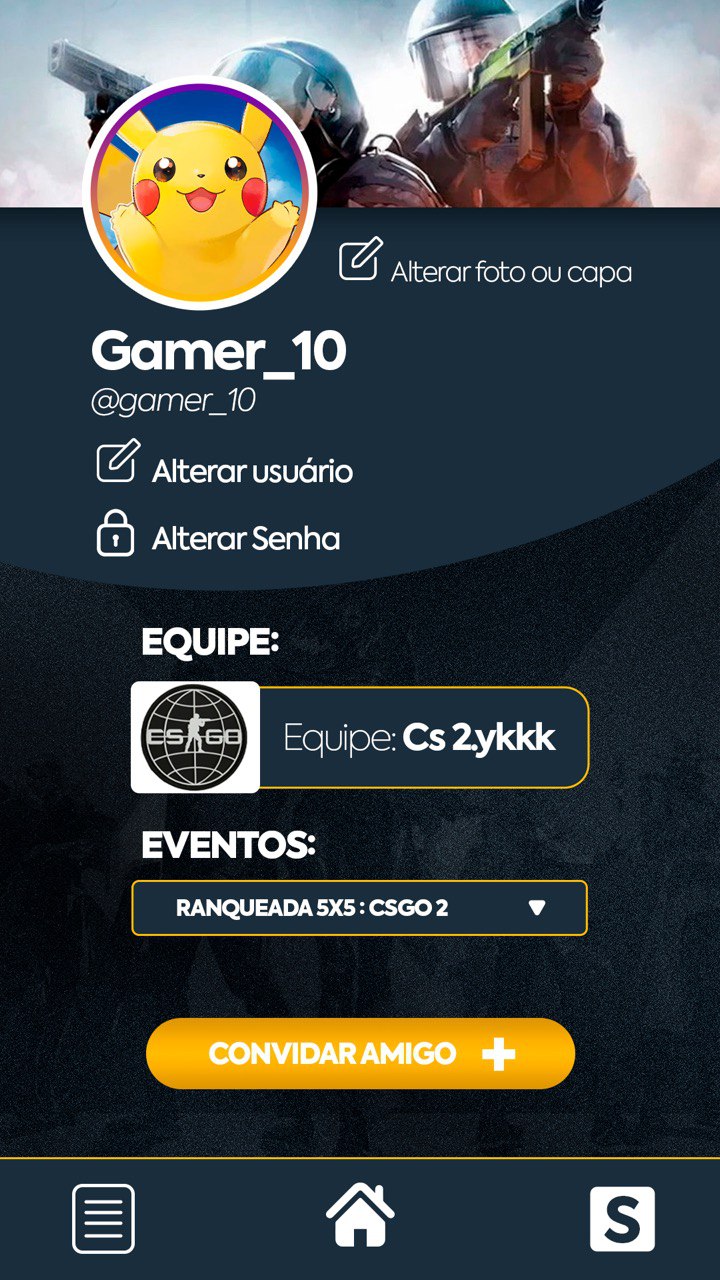 Alterar foto ou capa
Gamer_10
@gamer_10
Alterar usuário
Alterar Senha
EQUIPE:
CS GO
Equipe: Cs 2.ykkk
EVENTOS:
RANQUEADA 5X5 : CSGO 2
CONVIDAR AMIGO
S